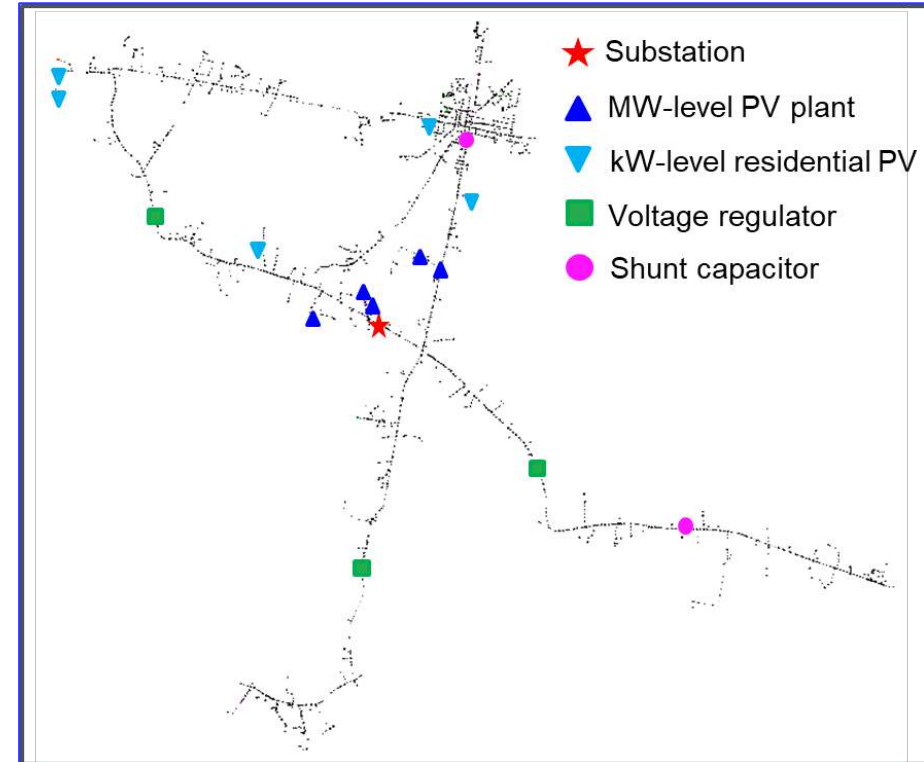 Substation
MW-level PV plant
kW-level residential PV
Voltage regulator
Shunt capacitor